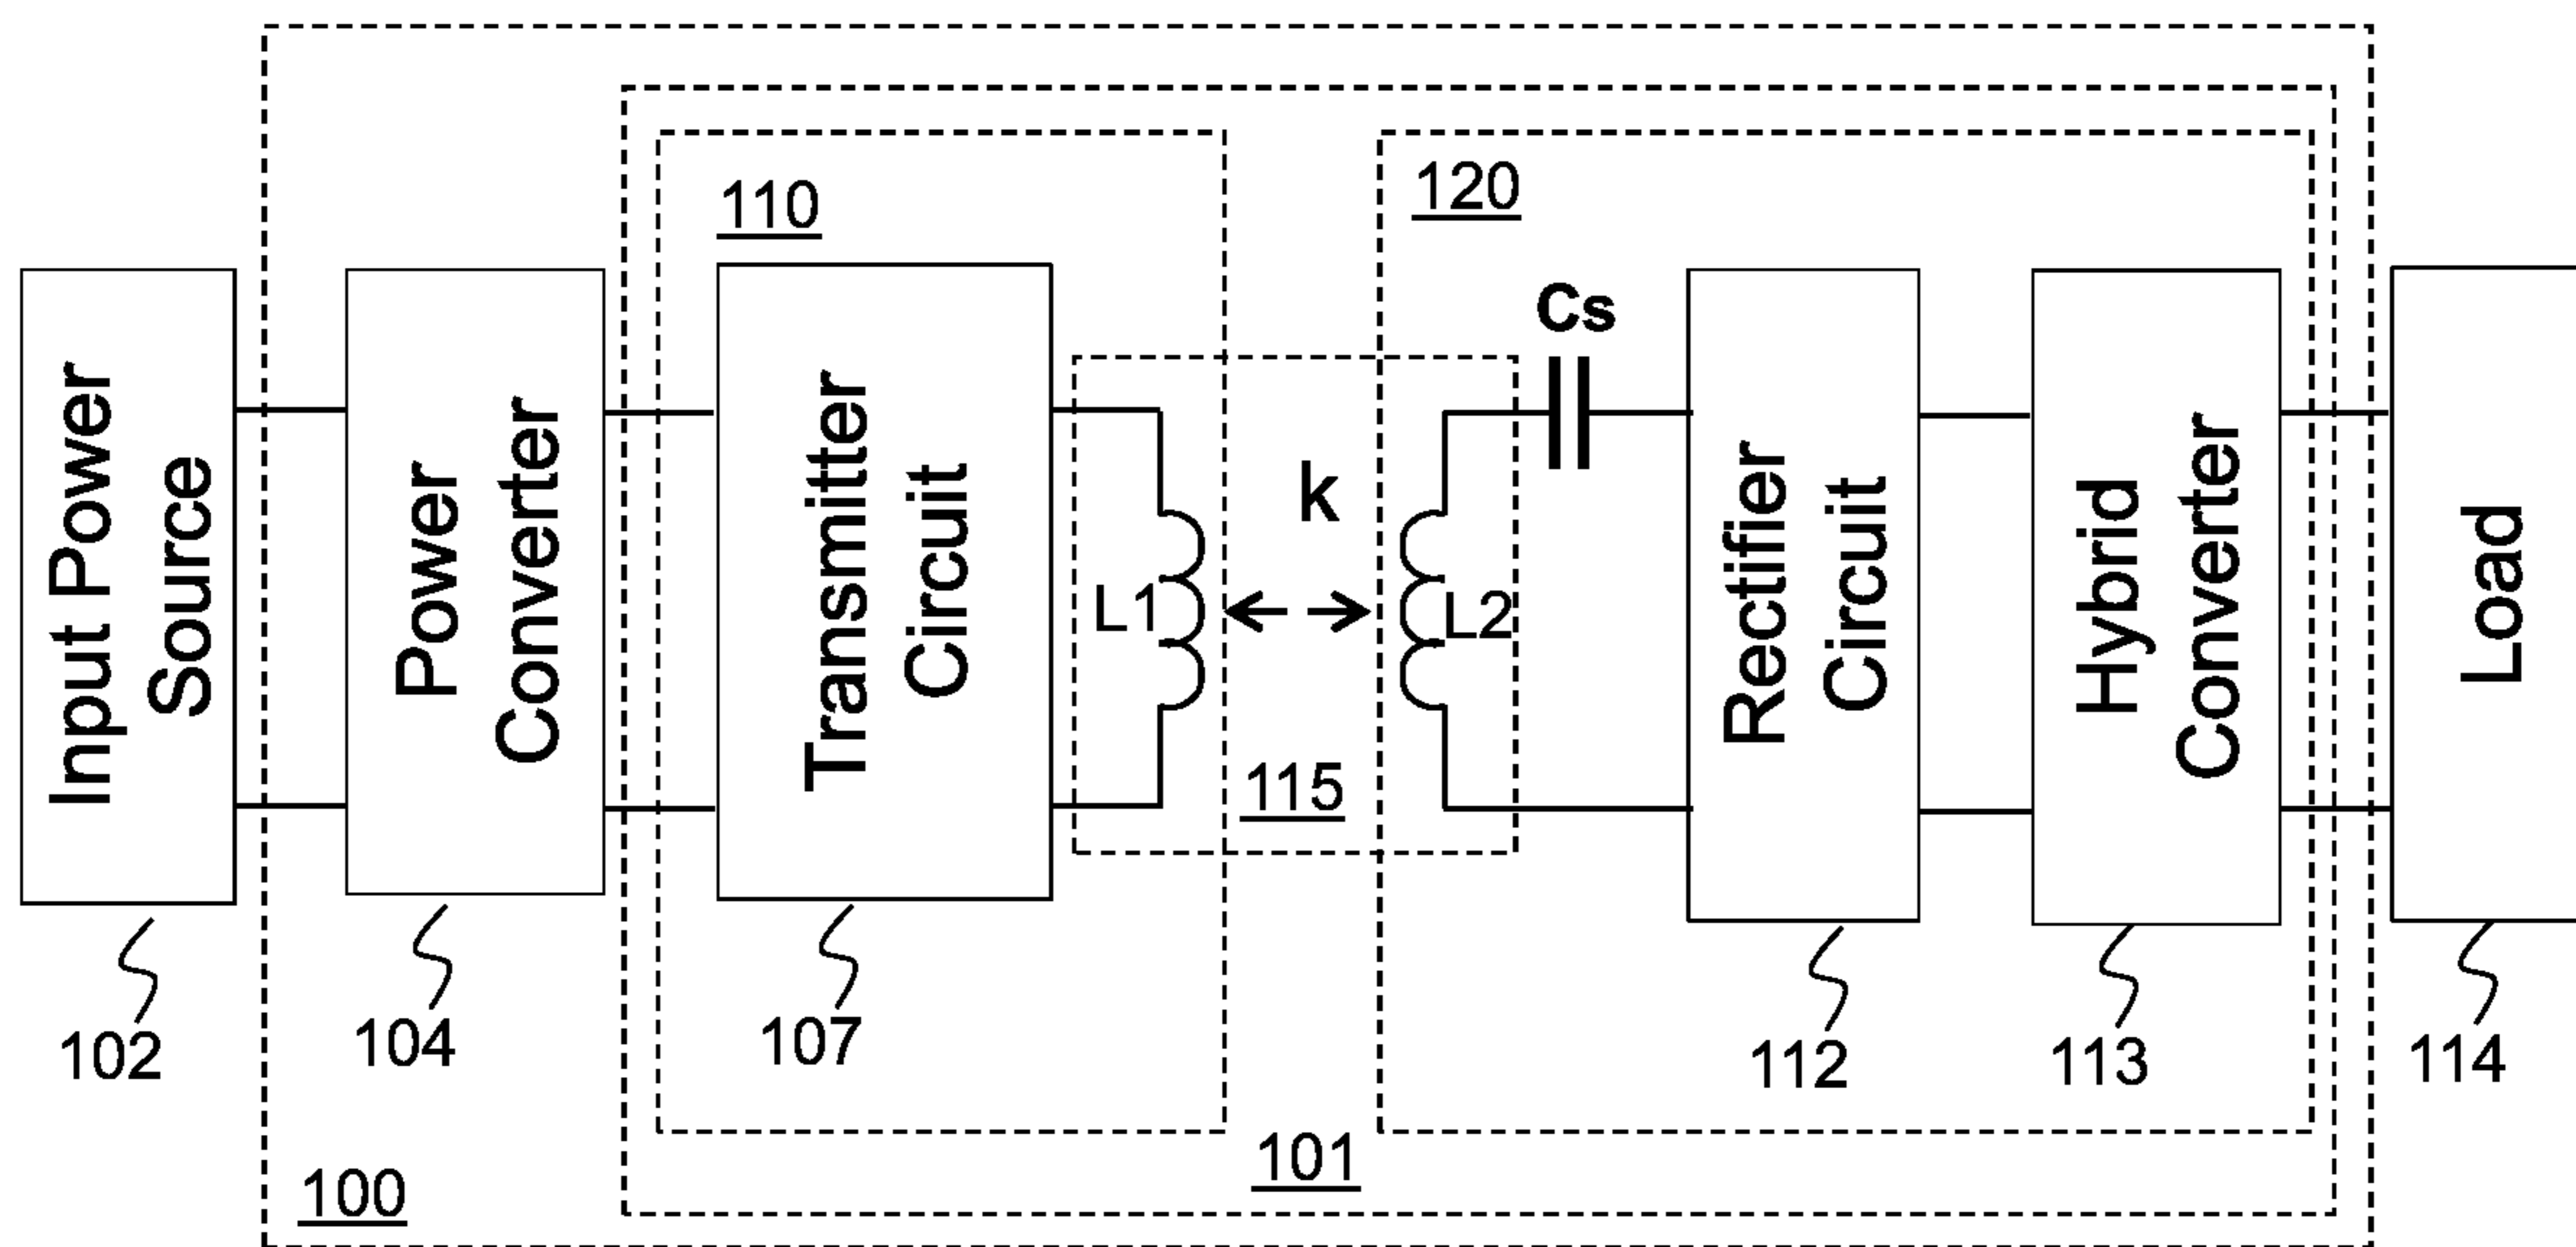 110
120
Cs
Input Power
Source
Power
Converter
Transmitter
Circuit
L1
k
L2
115
Rectifier
Circuit
Hybrid
Converter
Load
102
104
107
112
113
114
101
100